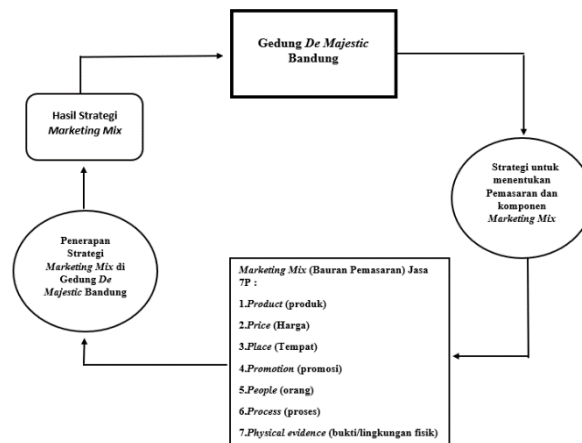 Gedung De Majestic
Bandung
Hasil Strategi
Marketing Mix
Strategi untuk
menentukan
Pemasaran dan
komponen
Marketing Mix
Penerapan
Strategi
Marketing Mix di
Gedung De
Majestic Bandung
Marketing Mix (Bauran Pemasaran) Jasa
7P :
1.Product (produk)
2.Price (Harga)
3.Place (Tempat)
4.Promotion (promosi)
5.People (orang)
6.Process (proses)
7.Physical evidence (bukti/lingkungan fisik)